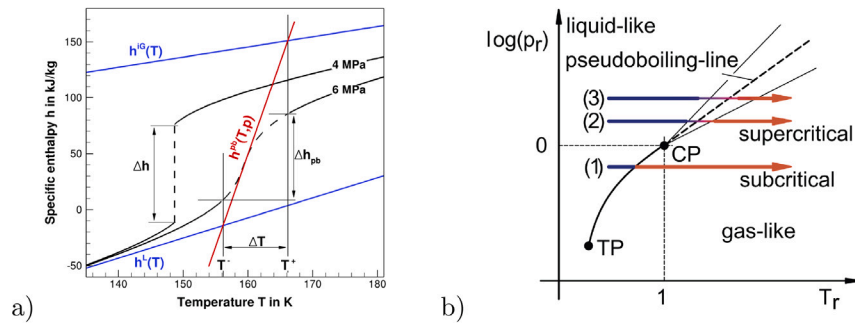 a)
Specific enthalpy h in kJ/kg
150
100
50
0
-50
h^iG(T)
4 MPa
6 MPa
h^pb(T,p)
Δh
Δh_pb
ΔT
h^L(T)
T^-
T^+
140
150
160
170
180
Temperature T in K
b)
log(p_r)
liquid-like
pseudoboiling-line
(3)
(2)
supercritical
0
CP
(1)
subcritical
gas-like
TP
1
T_r